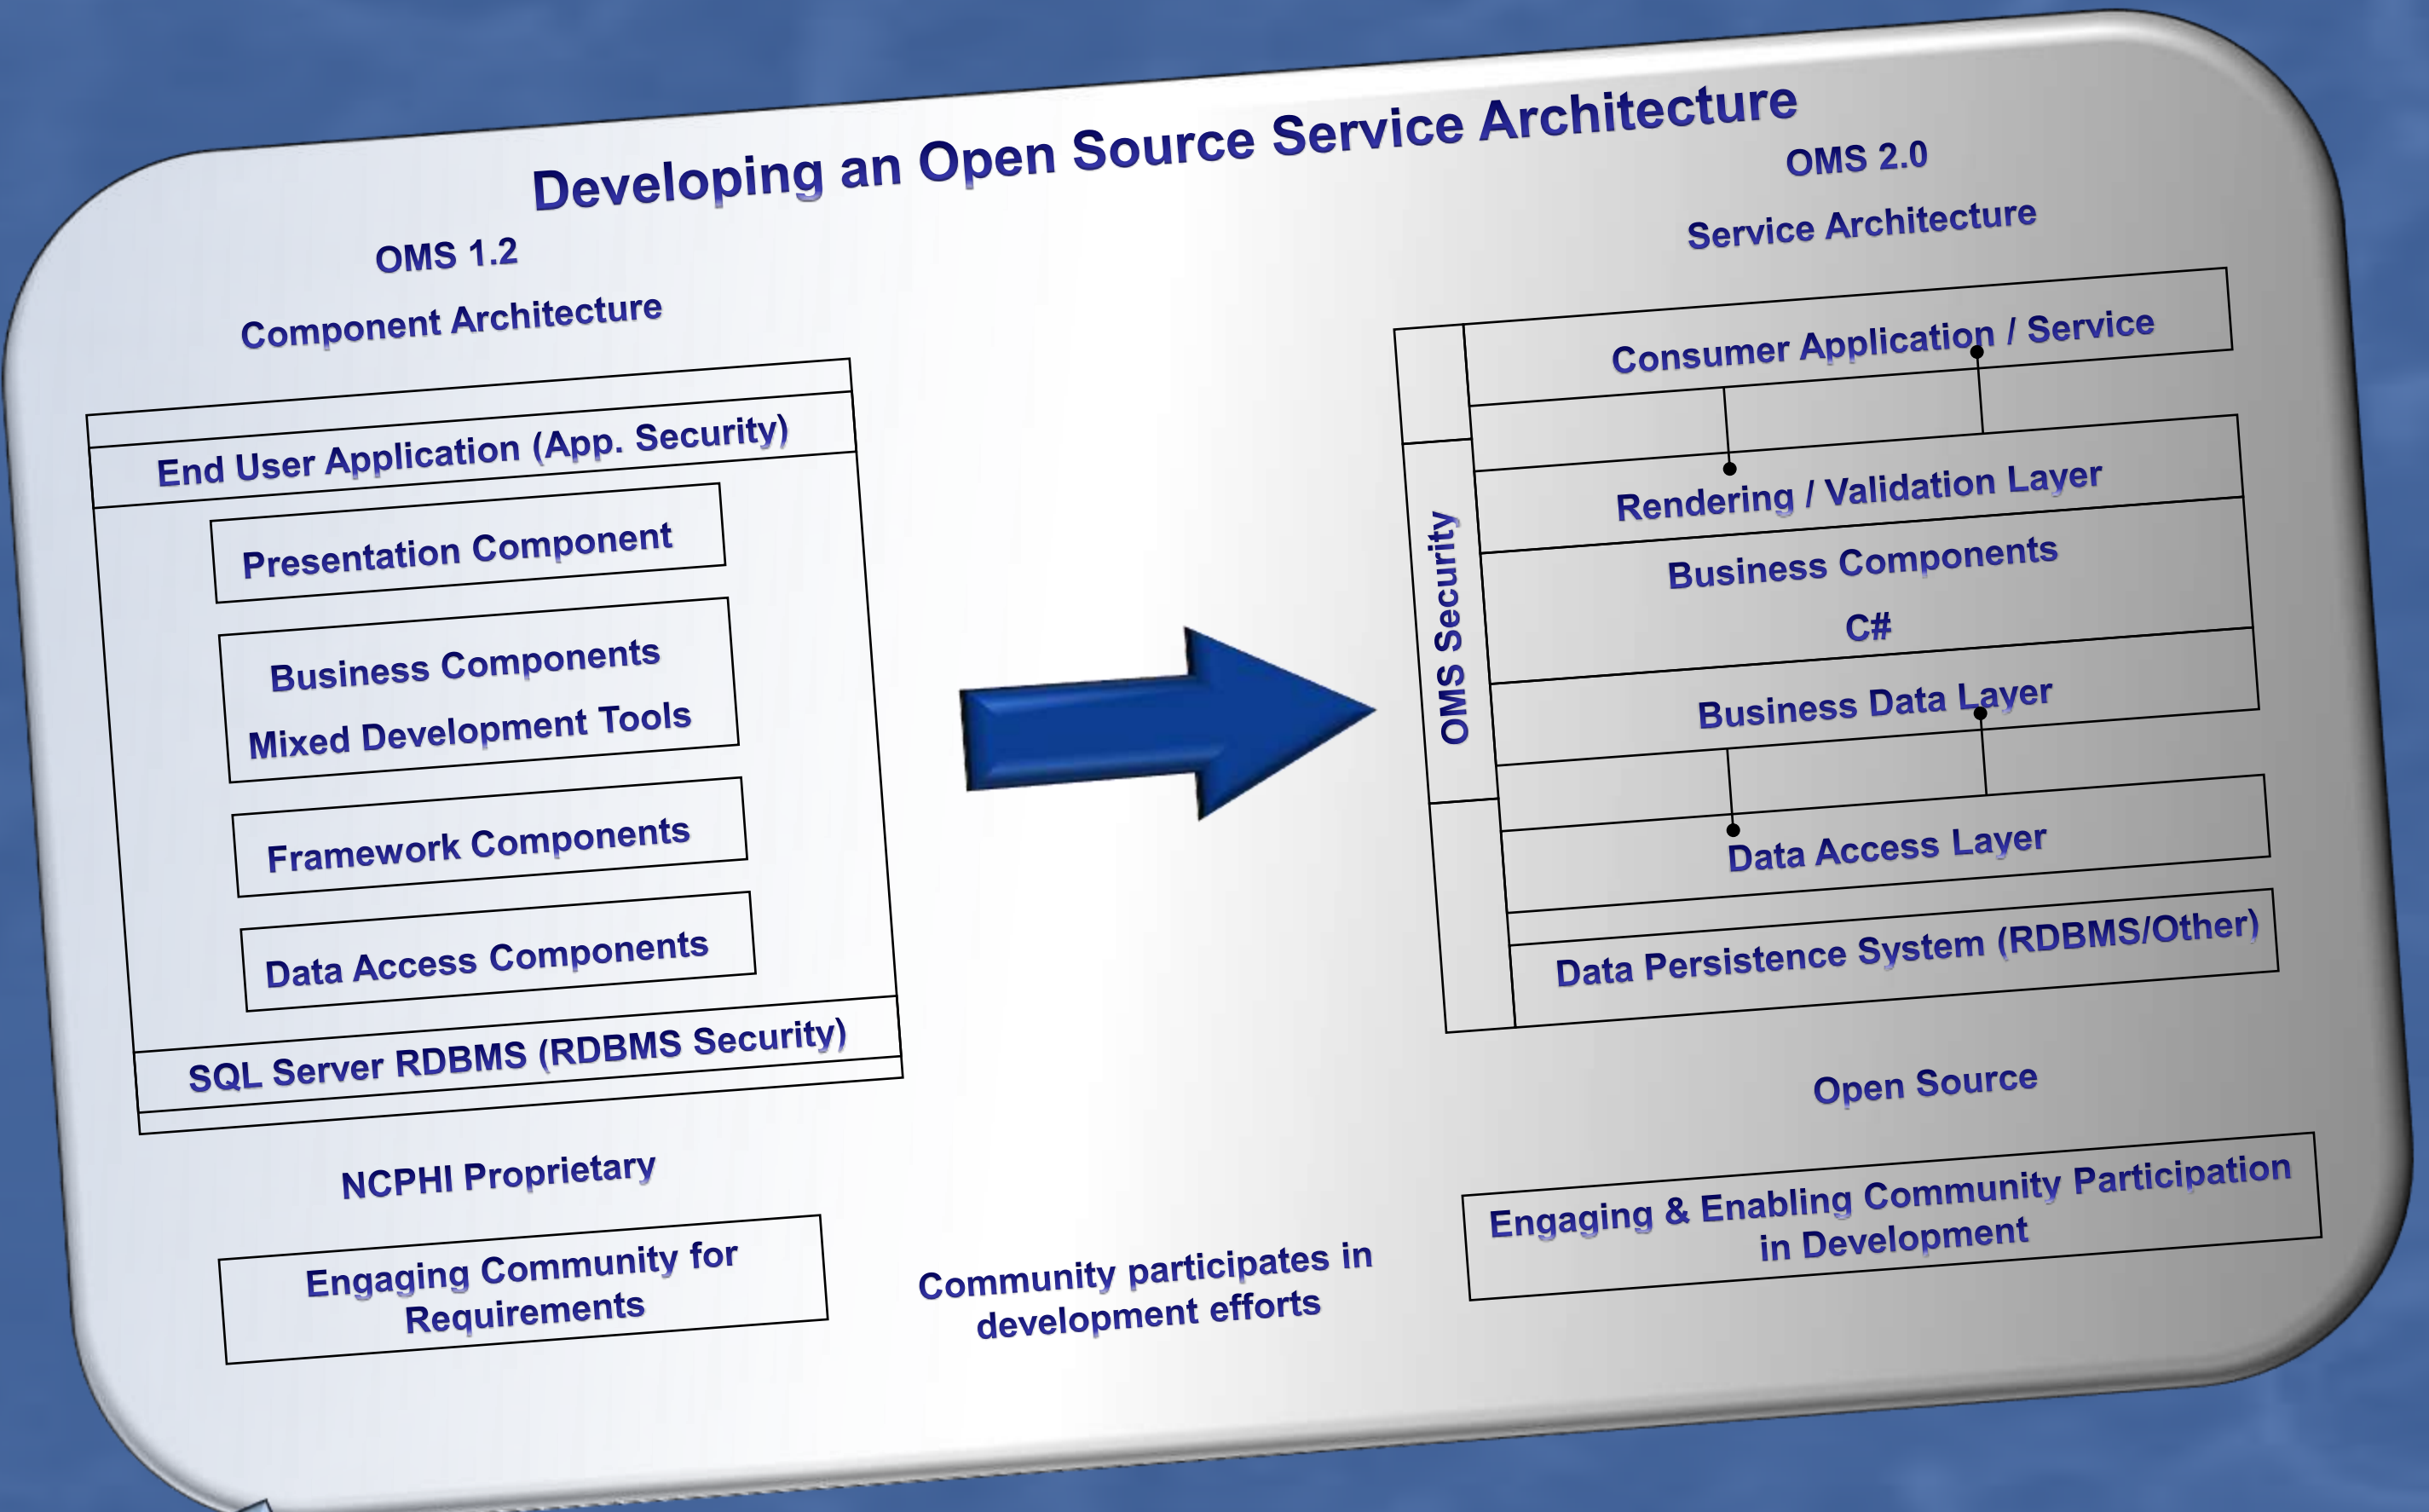 Developing an Open Source Service Architecture
OMS 1.2
Component Architecture
End User Application (App. Security)
Presentation Component
Business Components
Mixed Development Tools
Framework Components
Data Access Components
SQL Server RDBMS (RDBMS Security)
NCPHI Proprietary
Engaging Community for
Requirements
Community participates in
development efforts
OMS 2.0
Service Architecture
OMS Security
Consumer Application / Service
Rendering / Validation Layer
Business Components
C#
Business Data Layer
Data Access Layer
Data Persistence System (RDBMS/Other)
Open Source
Engaging & Enabling Community Participation
in Development